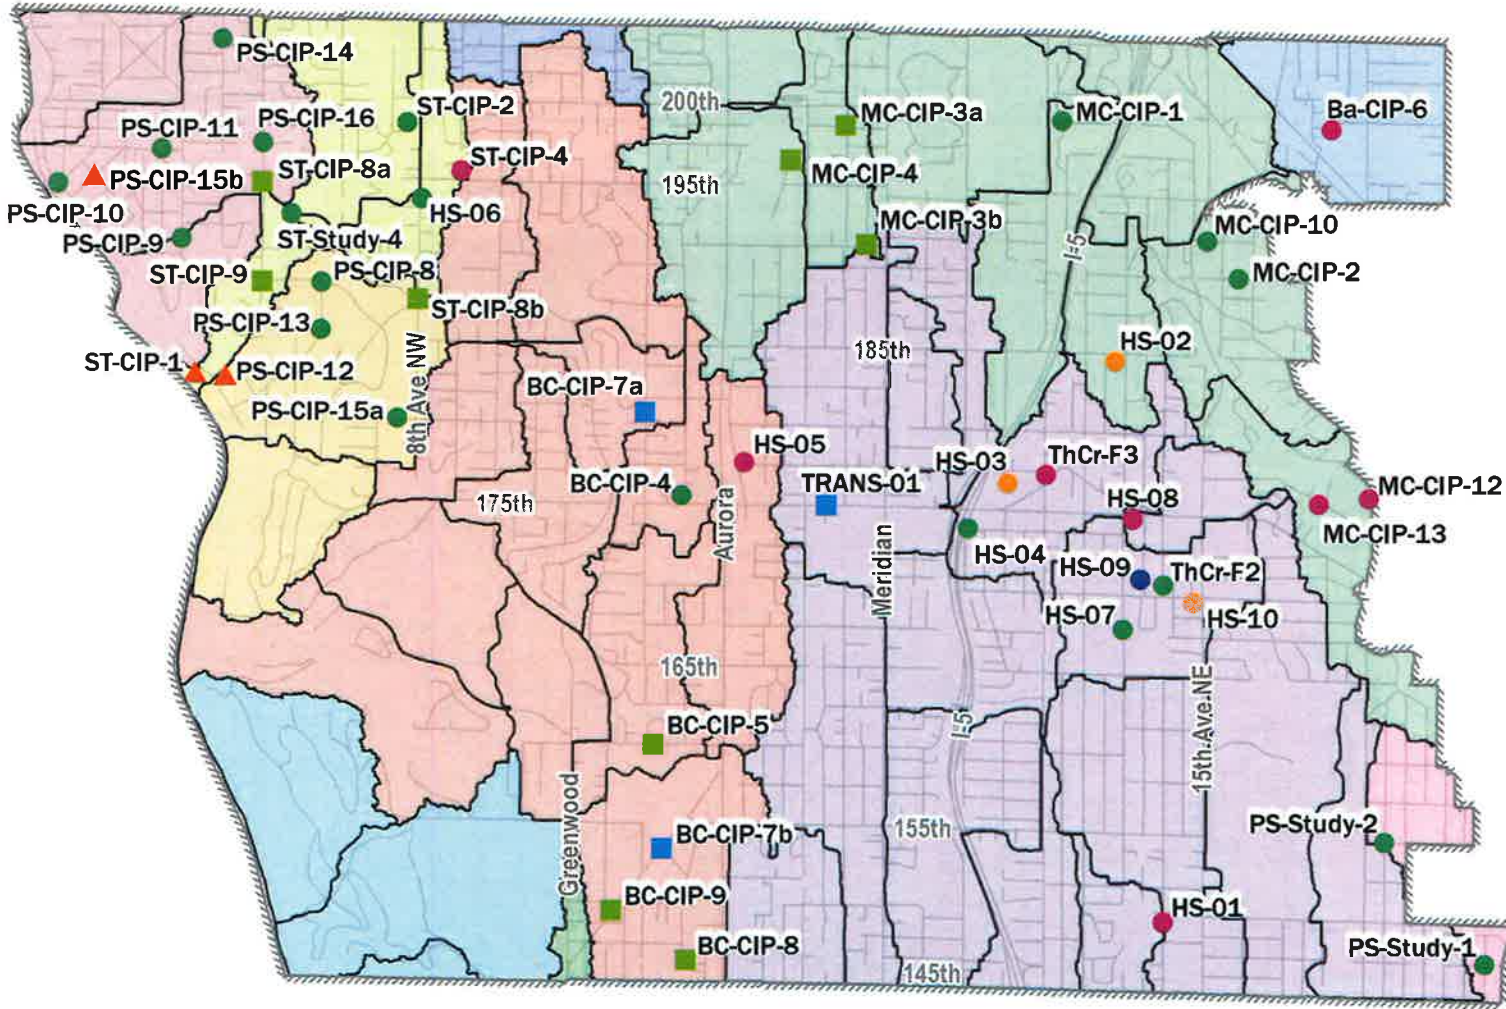 PS-CIP-14
200th
ST-CIP-2
MC-CIP-3a
MC-CIP-1
Ba-CIP-6
PS-CIP-11
PS-CIP-16
ST-CIP-4
ST-CIP-8a
MC-CIP-4
PS-CIP-15b
195th
PS-CIP-10
HS-06
MC-CIP-3b
MC-CIP-10
PS-CIP-9
ST-Study-4
I-5
ST-CIP-9
PS-CIP-8
MC-CIP-2
ST-CIP-8b
PS-CIP-13
HS-02
185th
ST-CIP-1
PS-CIP-12
8th Ave NW
BC-CIP-7a
PS-CIP-15a
HS-05
HS-03
ThCr-F3
BC-CIP-4
TRANS-01
MC-CIP-12
175th
HS-08
Aurora
MC-CIP-13
HS-04
HS-09
ThCr-F2
Meridian
HS-07
HS-10
165th
BC-CIP-5
I-5
15th Ave NE
Greenwood
BC-CIP-7b
155th
PS-Study-2
BC-CIP-9
HS-01
BC-CIP-8
PS-Study-1
145th